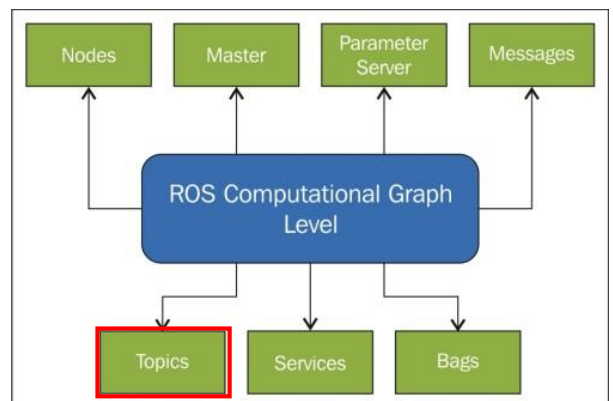 Nodes
Master
Parameter
Server
Messages
ROS Computational Graph
Level
Topics
Services
Bags